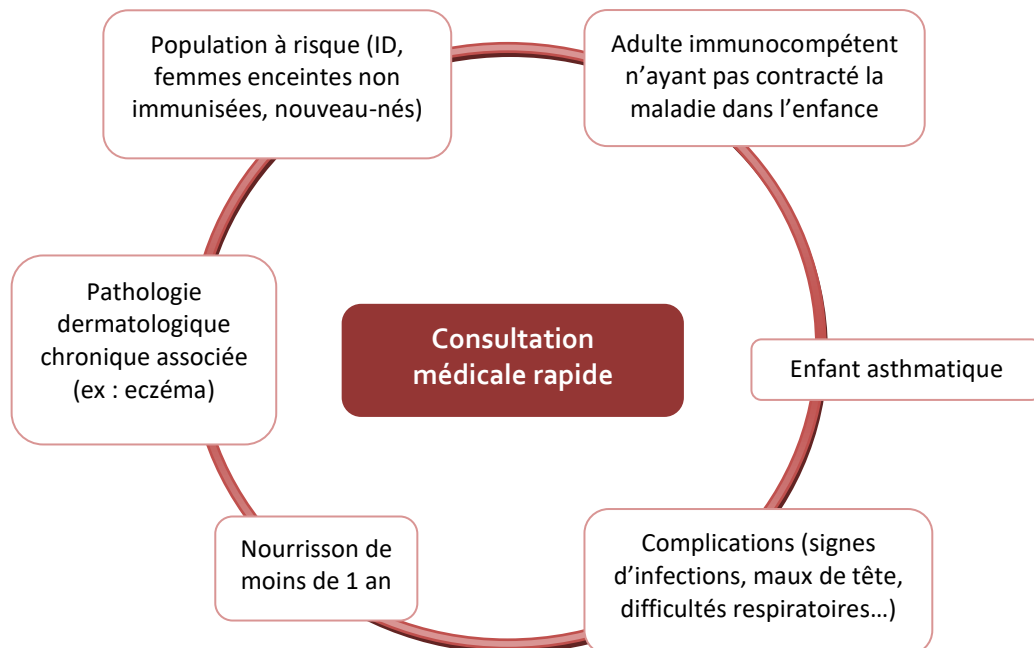 Population à risque (ID,
femmes enceintes non
immunisées, nouveau-nés)
Adulte immunocompétent
n’ayant pas contracté la
maladie dans l’enfance
Pathologie
dermatologique
chronique associée
(ex : eczéma)
Consultation
médicale rapide
Enfant asthmatique
Nourrisson de
moins de 1 an
Complications (signes
d’infections, maux de tête,
difficultés respiratoires…)